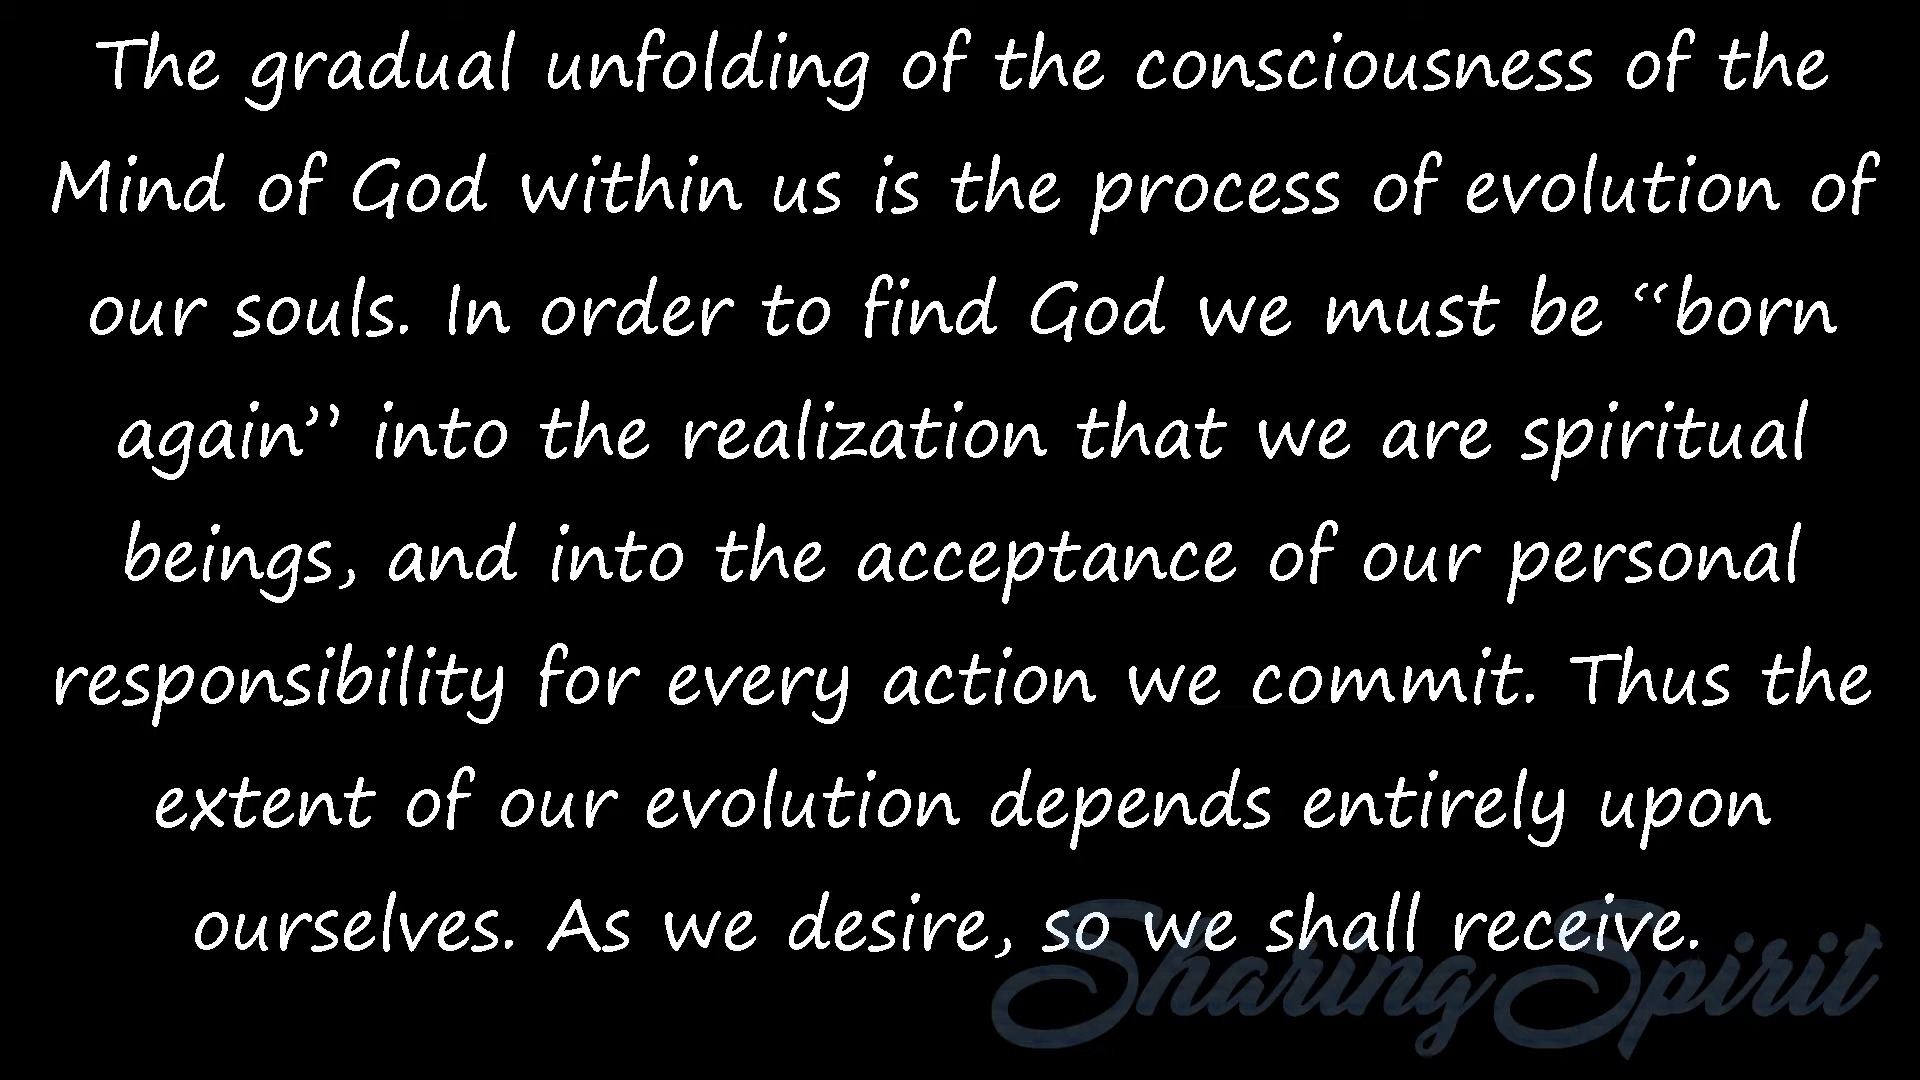 The gradual unfolding of the consciousness of the
Mind of God within us is the process of evolution of
our souls. In order to find God we must be “born
again” into the realization that we are spiritual
beings, and into the acceptance of our personal
responsibility for every action we commit. Thus the
extent of our evolution depends entirely upon
ourselves. As we desire, so we shall receive.
Sharing Spirit